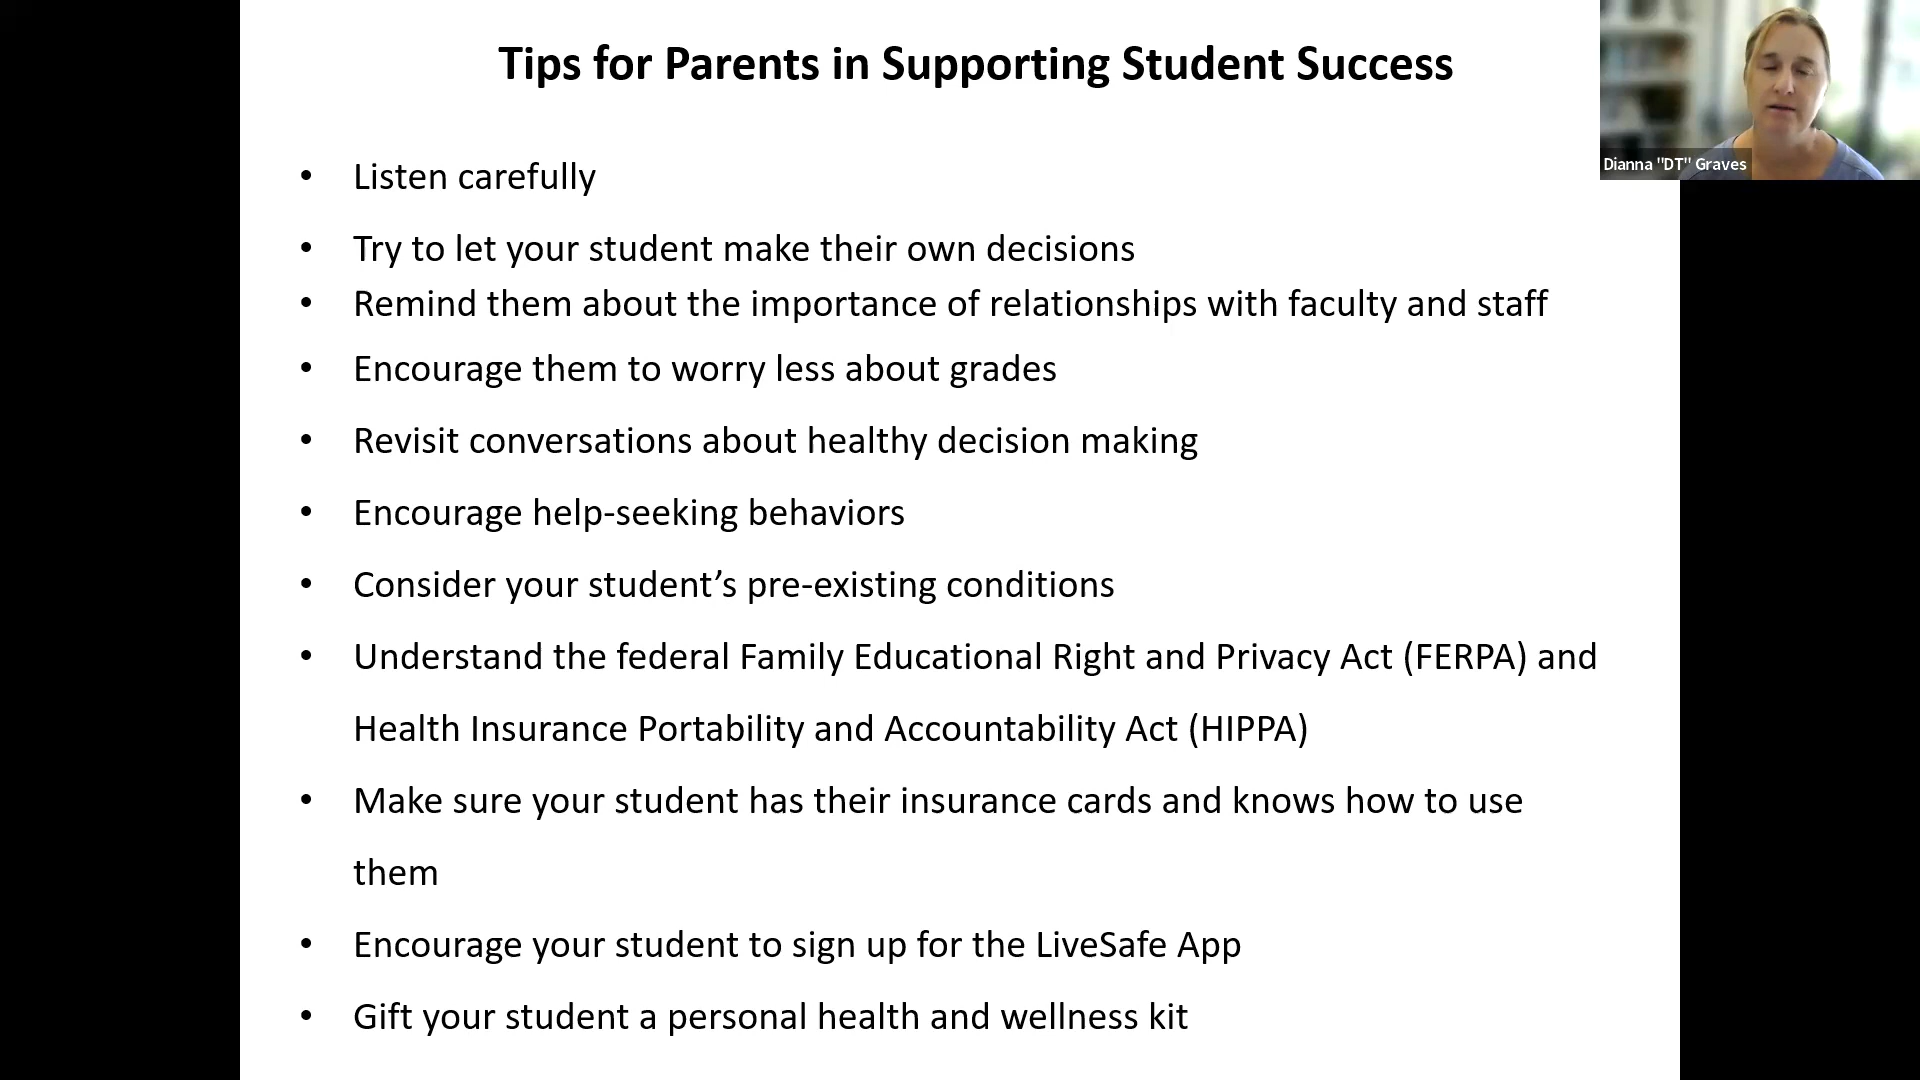 Tips for Parents in Supporting Student Success
Dianna "DT" Graves
• Listen carefully
• Try to let your student make their own decisions
• Remind them about the importance of relationships with faculty and staff
• Encourage them to worry less about grades
• Revisit conversations about healthy decision making
• Encourage help-seeking behaviors
• Consider your student’s pre-existing conditions
• Understand the federal Family Educational Right and Privacy Act (FERPA) and
Health Insurance Portability and Accountability Act (HIPPA)
• Make sure your student has their insurance cards and knows how to use
them
• Encourage your student to sign up for the LiveSafe App
• Gift your student a personal health and wellness kit